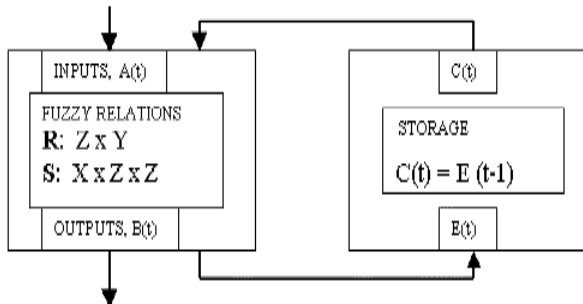 INPUTS, A(t)
FUZZY RELATIONS
R: Z x Y
S: X x Z x Z
OUTPUTS, B(t)
C(t)
STORAGE
C(t) = E (t-1)
E(t)